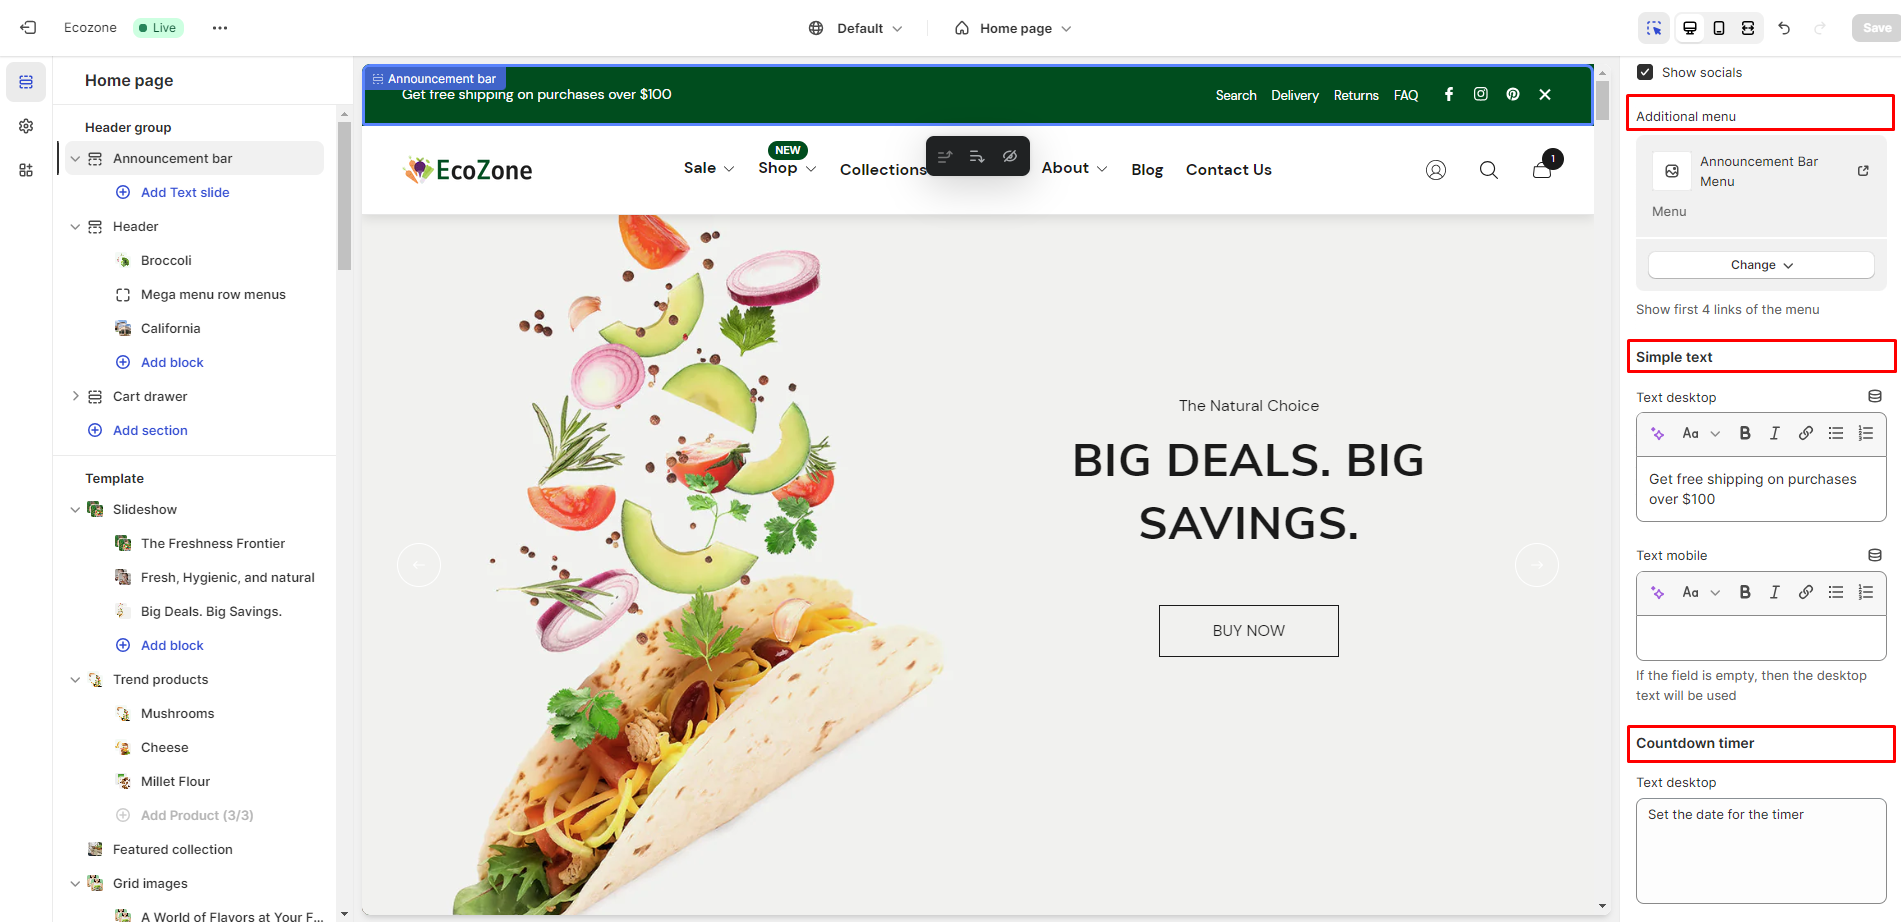 Ecozone
Live
Default
Home page
Save
Home page
Header group
Announcement bar
Add Text slide
Header
Broccoli
Mega menu row menus
California
Add block
Cart drawer
Add section
Template
Slideshow
The Freshness Frontier
Fresh, Hygienic, and natural
Big Deals. Big Savings.
Add block
Trend products
Mushrooms
Cheese
Millet Flour
Add Product (3/3)
Featured collection
Grid images
A World of Flavors at Your F...
Announcement bar
Get free shipping on purchases over $100
Search Delivery Returns FAQ
EcoZone
Sale
NEW
Shop
Collections
About
Blog
Contact Us
1
The Natural Choice
BIG DEALS. BIG
SAVINGS.
BUY NOW
Show socials
Additional menu
Announcement Bar
Menu
Menu
Change
Show first 4 links of the menu
Simple text
Text desktop
Aa B I
Get free shipping on purchases
over $100
Text mobile
Aa B I
If the field is empty, then the desktop
text will be used
Countdown timer
Text desktop
Set the date for the timer